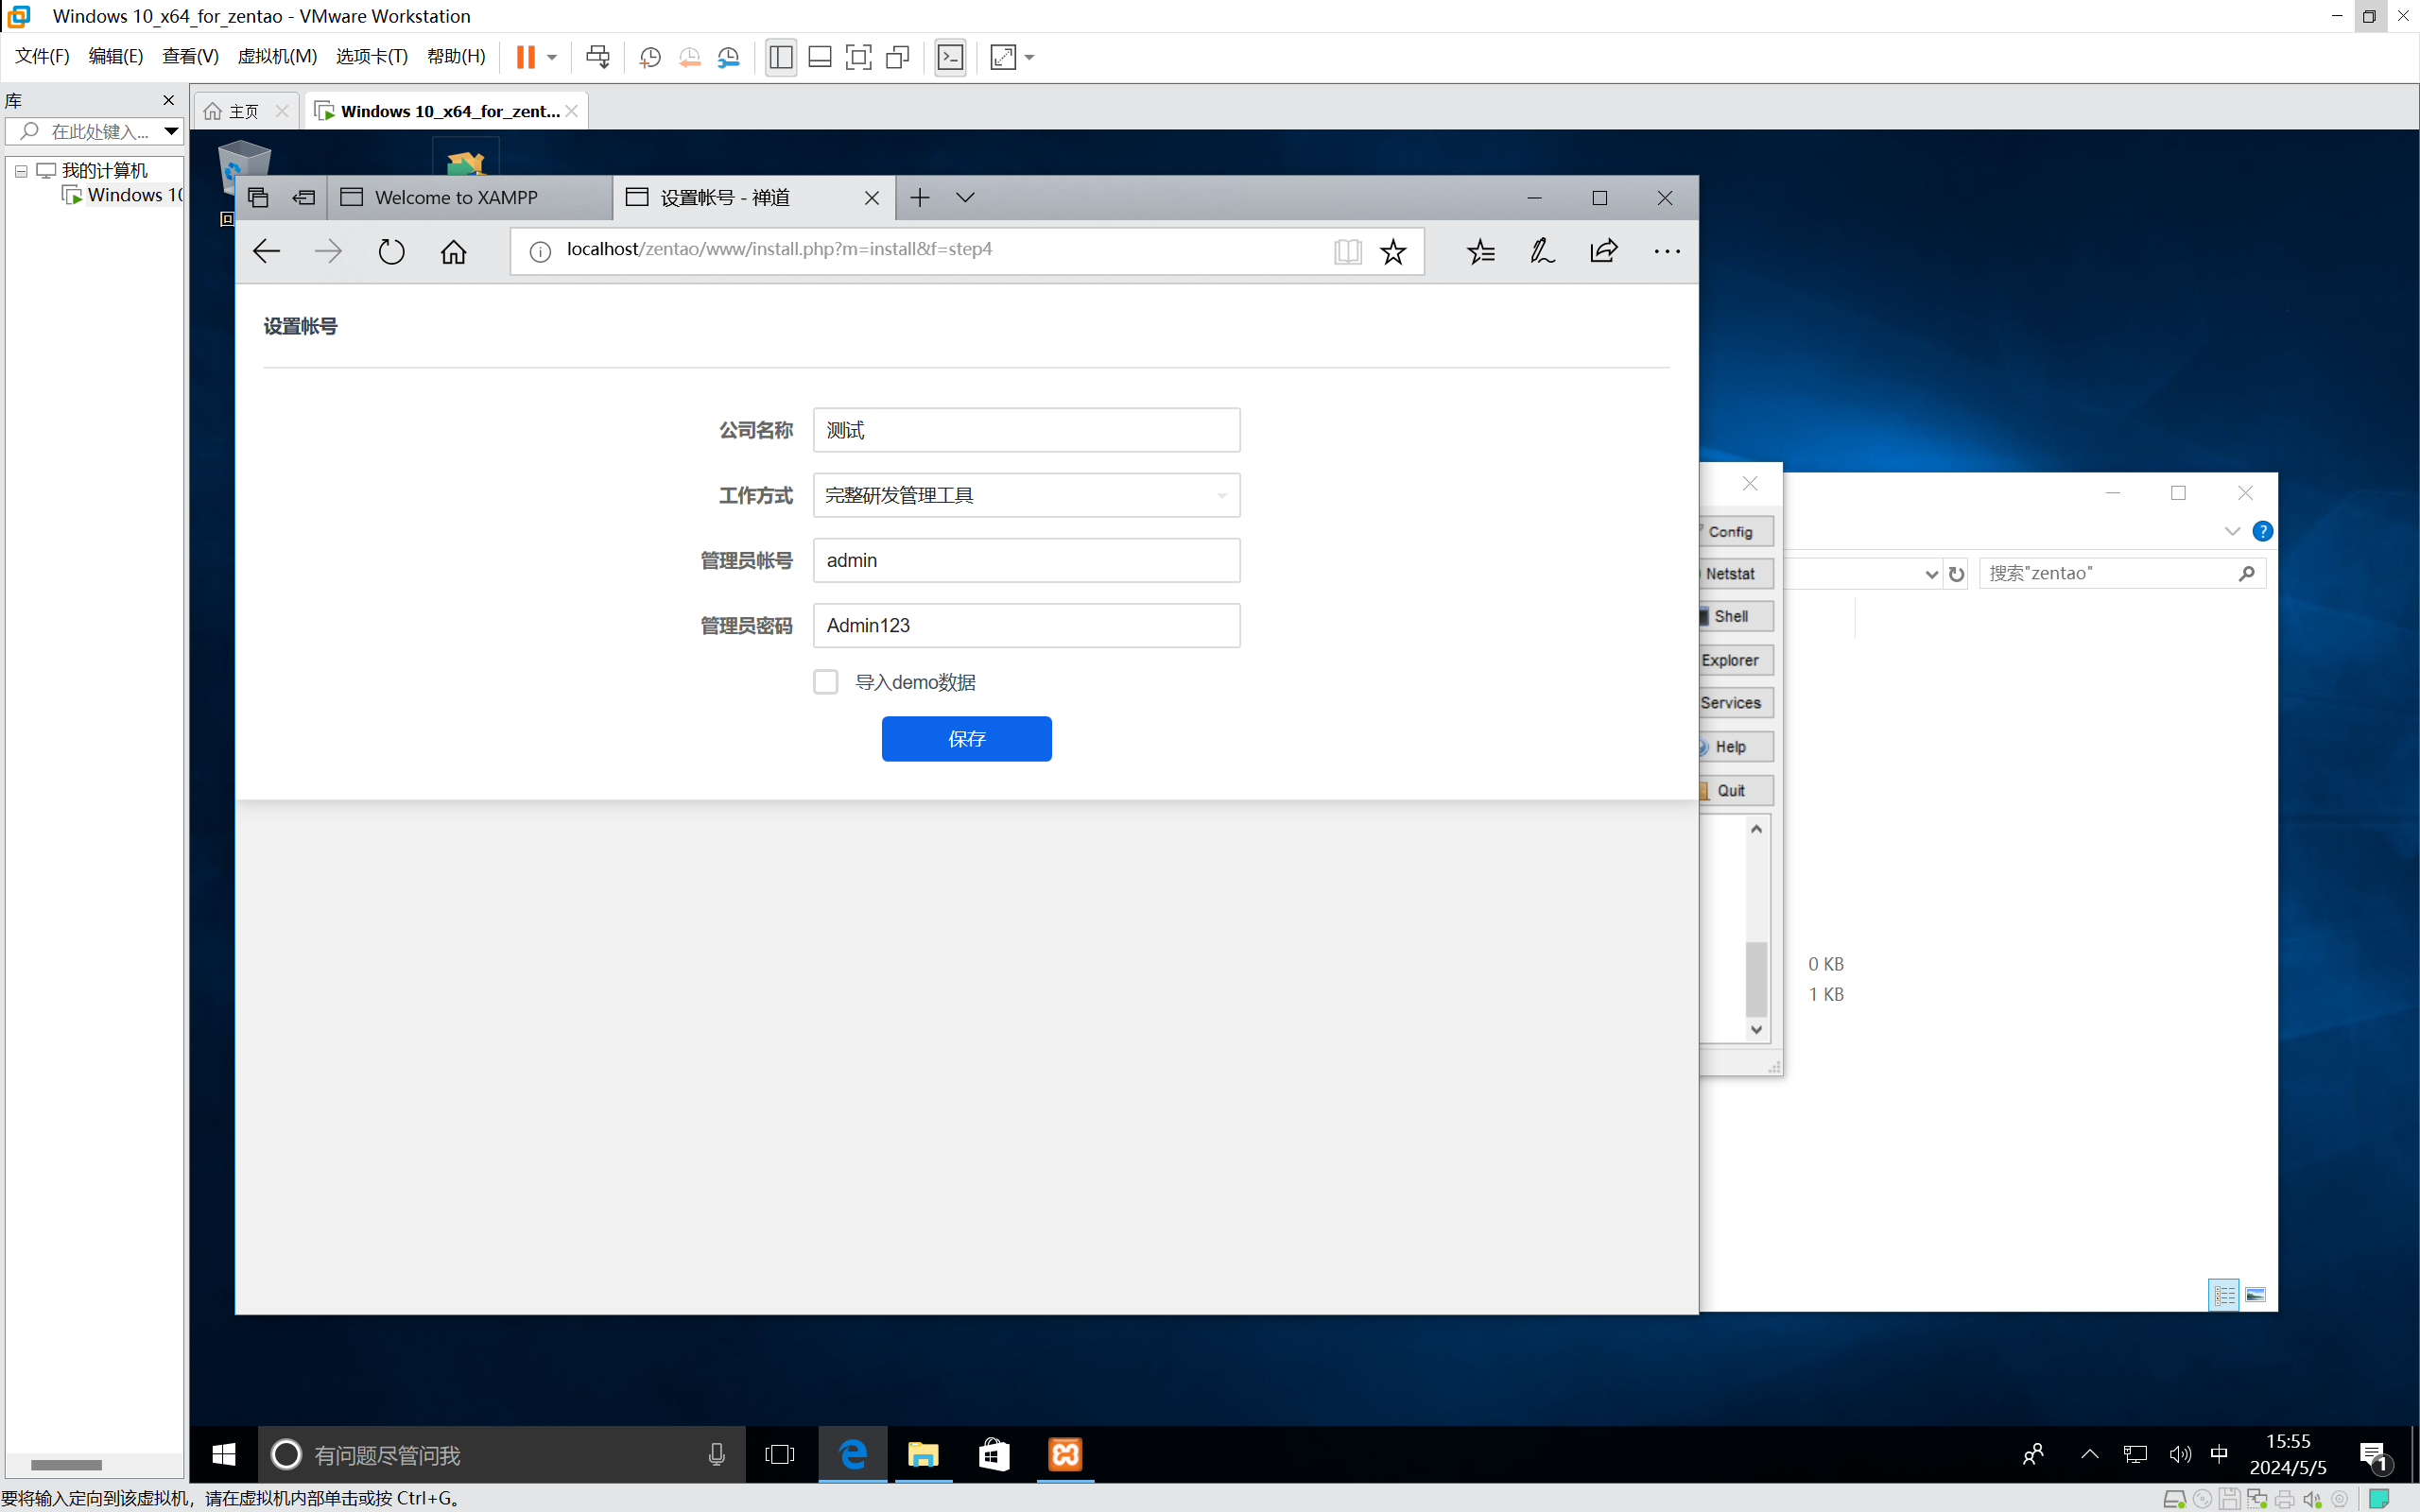 Windows 10_x64_for_zentao - VMware Workstation
文件(F) 编辑(E) 查看(V) 虚拟机(M) 选项卡(T) 帮助(H)
库
在此处键入...
我的计算机
Windows 10
主页
Windows 10_x64_for_zent...
Welcome to XAMPP
设置帐号 - 禅道
localhost/zentao/www/install.php?m=install&f=step4
设置帐号
公司名称 测试
工作方式 完整研发管理工具
管理员帐号 admin
管理员密码 Admin123
导入demo数据
保存
Config
Netstat
Shell
Explorer
Services
Help
Quit
搜索"zentao"
0 KB
1 KB
有问题尽管问我
中
15:55
2024/5/5
1
要将输入定向到该虚拟机，请在虚拟机内部单击或按 Ctrl+G。